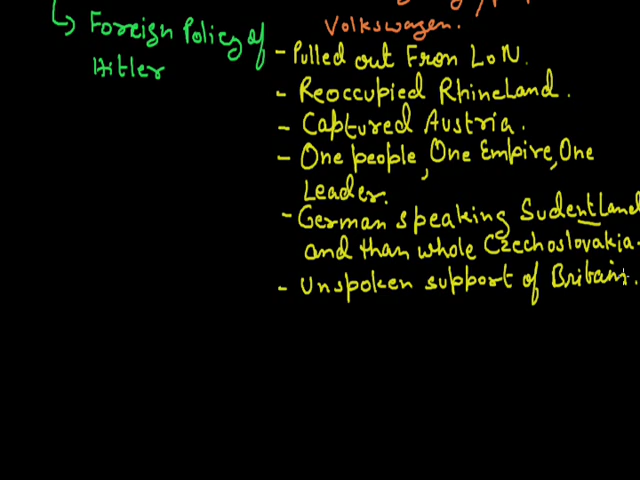 Volkswagen.
↳ Foreign Policy of
Hitler
- Pulled out From LoN.
- Reoccupied RhineLand.
- Captured Austria.
- One people, One Empire, One
Leader.
- German speaking SudentLand
and than whole Czechoslovakia.
- Unspoken support of Britain.